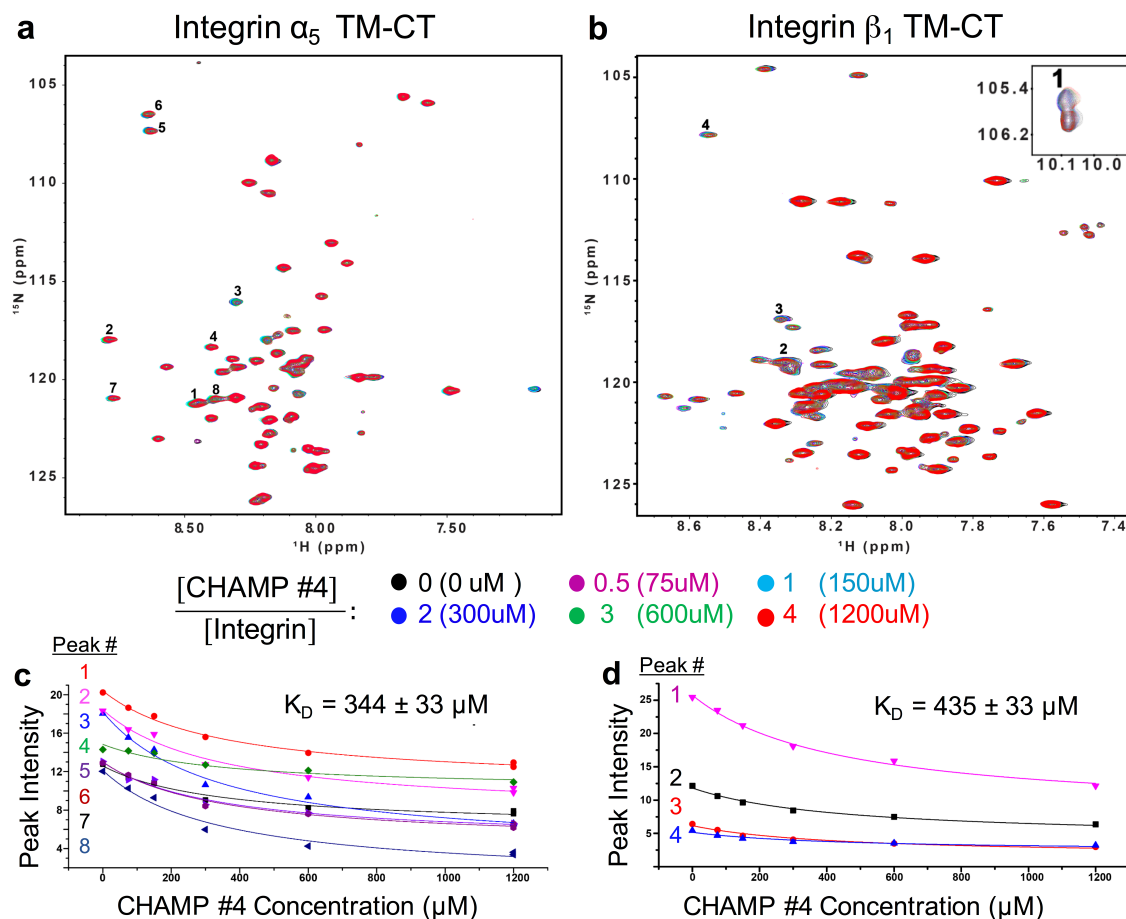 a Integrin α5 TM-CT
b Integrin β1 TM-CT
105
110
115
120
125
15N (ppm)
8.50 8.00 7.50
1H (ppm)
6
5
3
2
4
7
1
8
105
110
115
120
125
15N (ppm)
8.6 8.4 8.2 8.0 7.8 7.6 7.4
1H (ppm)
4
3
2
1
105.4
106.2
10.1 10.0
[CHAMP #4]
[Integrin]
:
0 (0 uM ) 0.5 (75uM) 1 (150uM)
2 (300uM) 3 (600uM) 4 (1200uM)
c
Peak #
1
2
3
4
5
6
7
8
KD = 344 ± 33 µM
20
16
12
8
4
Peak Intensity
0 200 400 600 800 1000 1200
CHAMP #4 Concentration (µM)
d
Peak #
1
2
3
4
KD = 435 ± 33 µM
25
20
15
10
5
Peak Intensity
0 200 400 600 800 1000 1200
CHAMP #4 Concentration (µM)